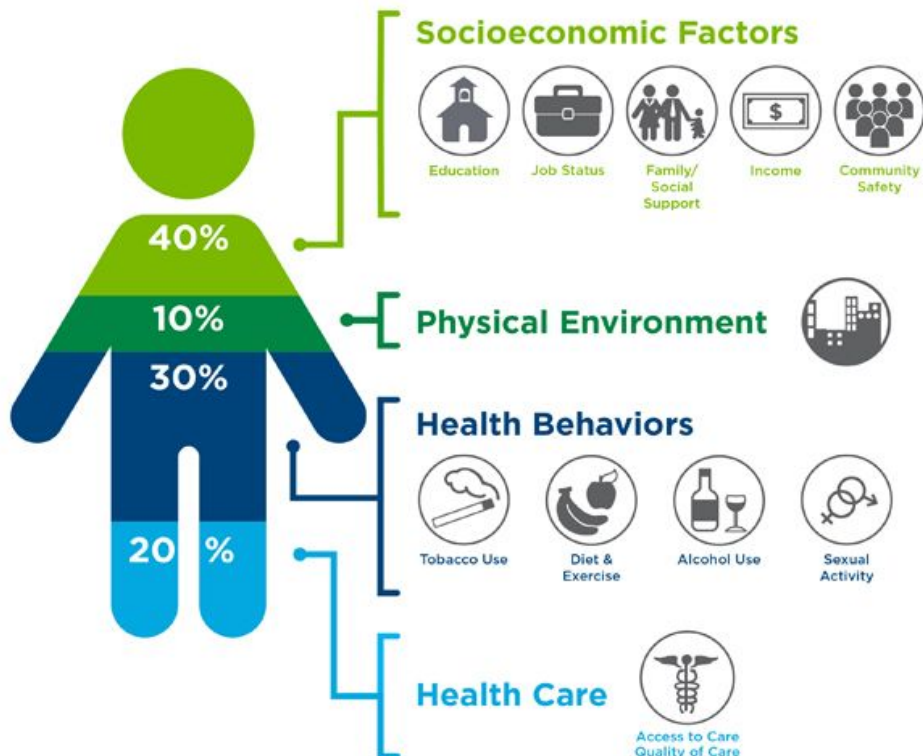 Socioeconomic Factors
Education
Job Status
Family/
Social
Support
Income
$
Community
Safety
40%
10%
Physical Environment
30%
Health Behaviors
Tobacco Use
Diet &
Exercise
Alcohol Use
Sexual
Activity
20 %
Health Care
Access to Care
Quality of Care